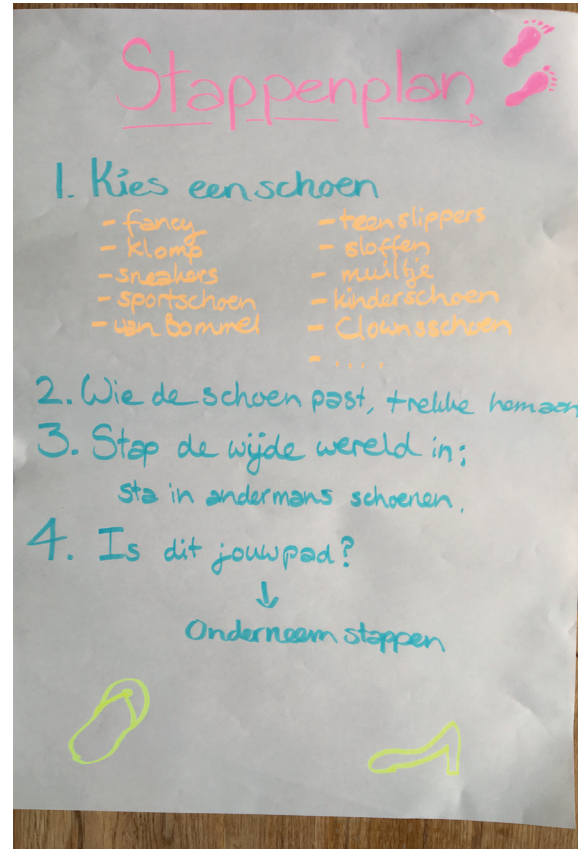 Stappenplan
1. Kies een schoen
- fancy
- klomp
- sneakers
- sportschoen
- van Bommel
- teenslippers
- sloffen
- muiltje
- kinderschoen
- Clownsschoen
- ....
2. Wie de schoen past, trekke hem aan
3. Stap de wijde wereld in;
sta in andermans schoenen.
4. Is dit jouw pad?
↓
Onderneem stappen